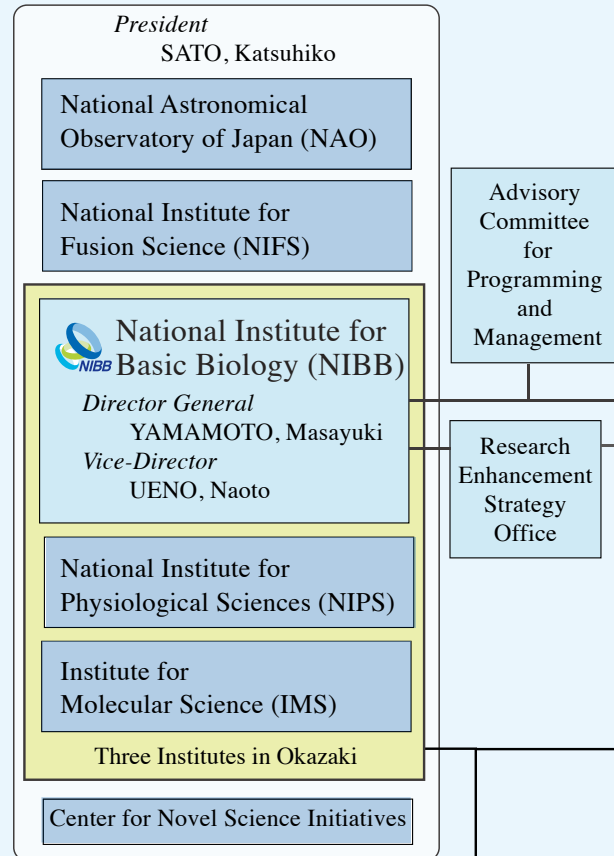 President
SATO, Katsuhiko
National Astronomical
Observatory of Japan (NAO)
National Institute for
Fusion Science (NIFS)
NIBB
National Institute for
Basic Biology (NIBB)
Director General
YAMAMOTO, Masayuki
Vice-Director
UENO, Naoto
National Institute for
Physiological Sciences (NIPS)
Institute for
Molecular Science (IMS)
Three Institutes in Okazaki
Center for Novel Science Initiatives
Advisory
Committee
for
Programming
and
Management
Research
Enhancement
Strategy
Office